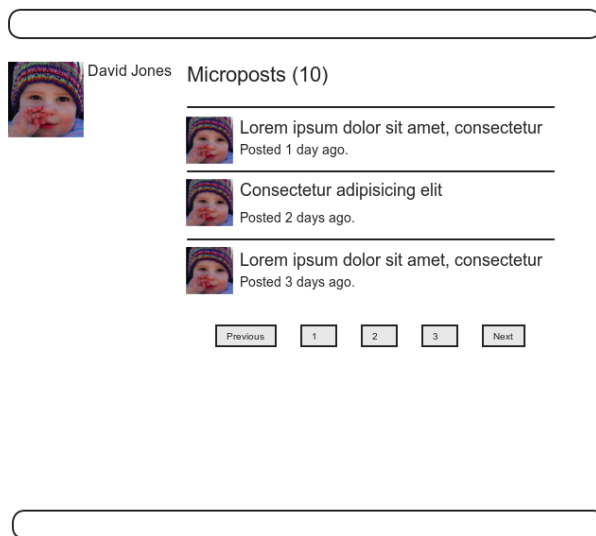 David Jones
Microposts (10)
Lorem ipsum dolor sit amet, consectetur
Posted 1 day ago.
Consectetur adipisicing elit
Posted 2 days ago.
Lorem ipsum dolor sit amet, consectetur
Posted 3 days ago.
Previous 1 2 3 Next